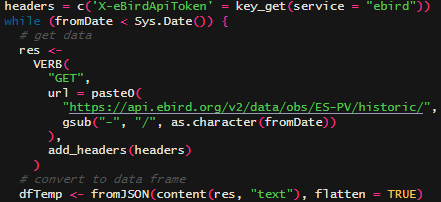 headers = c('X-eBirdApiToken' = key_get(service = "ebird"))
while (fromDate < Sys.Date()) {
# get data
res <-
VERB(
"GET",
url = paste0(
"https://api.ebird.org/v2/data/obs/ES-PV/historic/",
gsub("-", "/", as.character(fromDate))
),
add_headers(headers)
)
# convert to data frame
dfTemp <- fromJSON(content(res, "text"), flatten = TRUE)